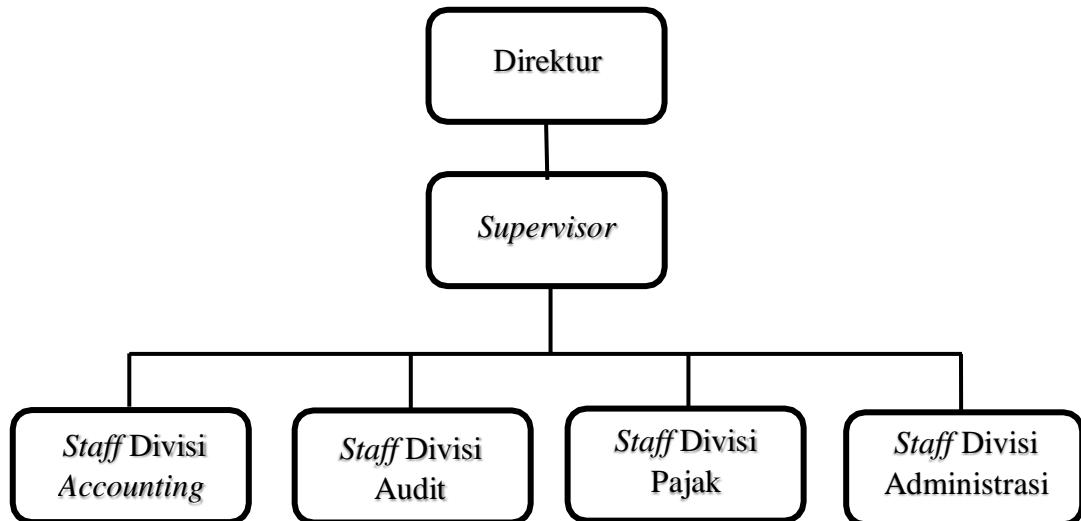 Direktur
Supervisor
Staff Divisi
Accounting
Staff Divisi
Audit
Staff Divisi
Pajak
Staff Divisi
Administrasi